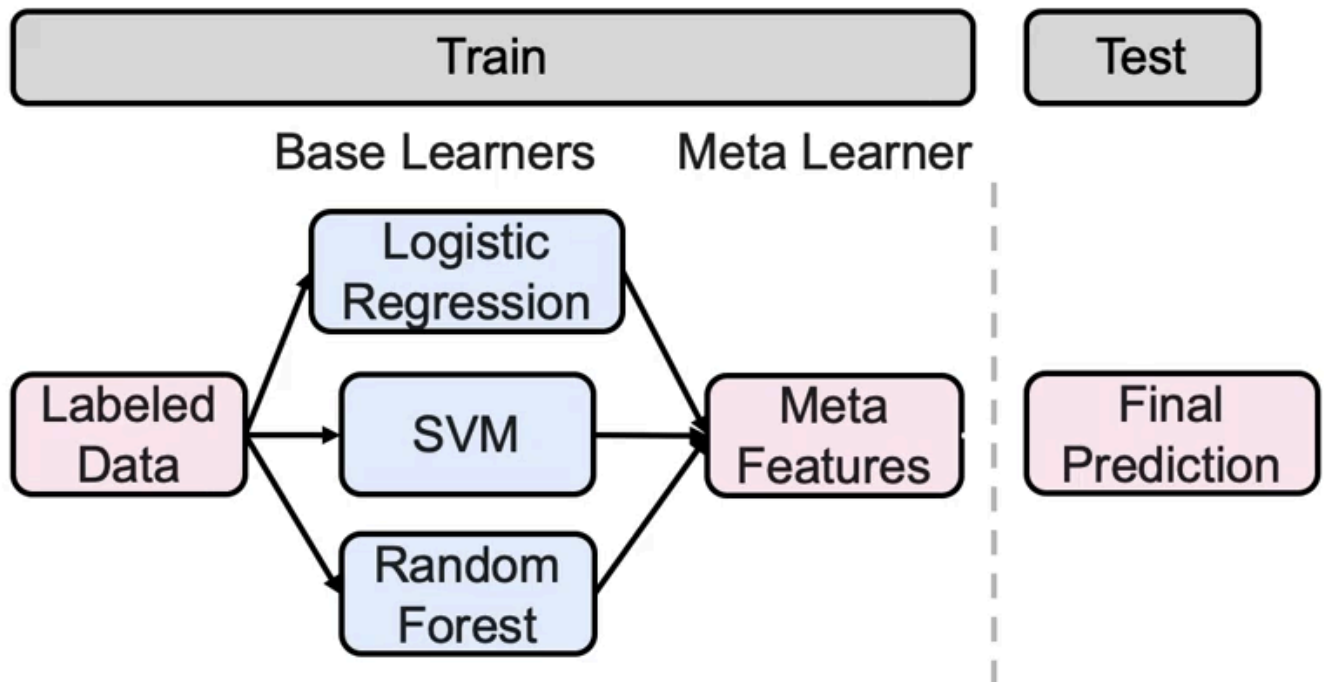 Train
Test
Base Learners
Meta Learner
Logistic
Regression
Labeled
Data
SVM
Meta
Features
Final
Prediction
Random
Forest